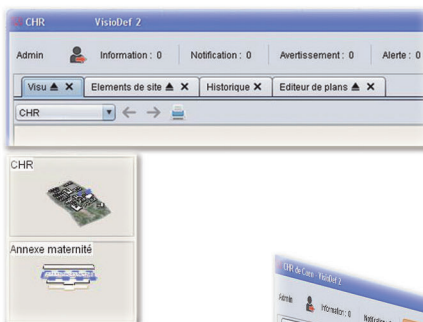 CHR VisioDef 2
Admin Information : 0 Notification : 0 Avertissement : 0 Alerte : 0
Visu Elements de site Historique Editeur de plans
CHR
CHR
Annexe maternité
CHR de Caen VisioDef 2
Admin Information : 0